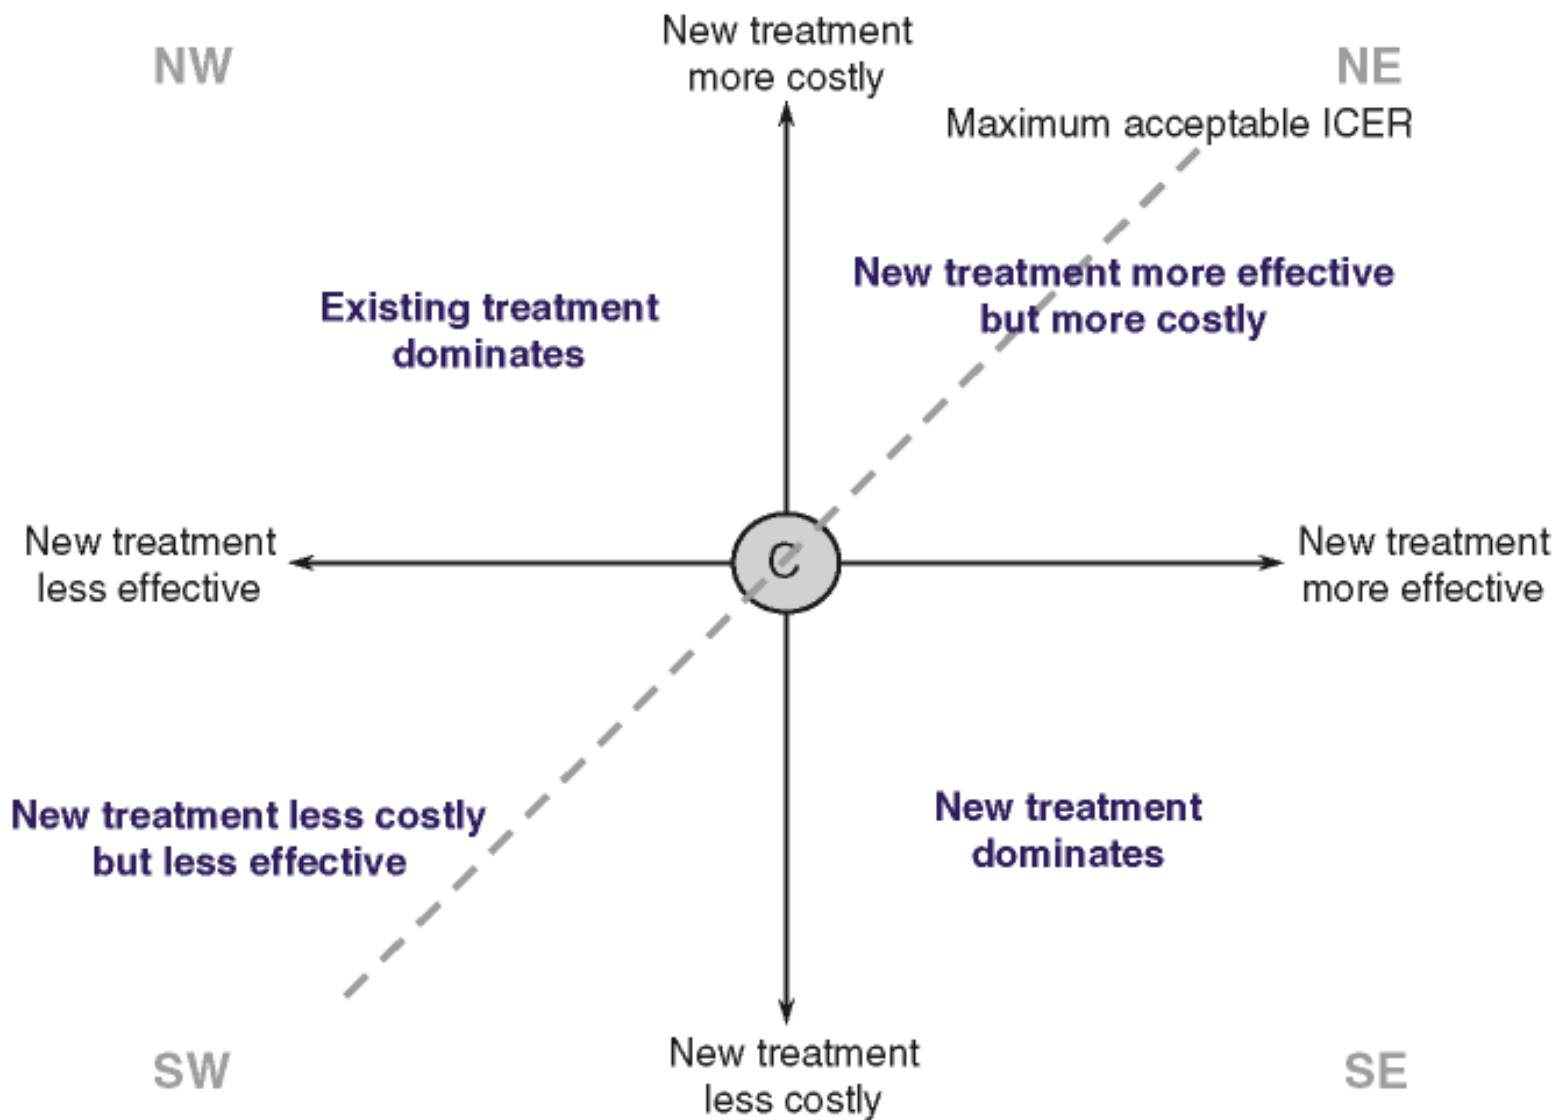 NW
New treatment
more costly
NE
Maximum acceptable ICER
Existing treatment
dominates
New treatment more effective
but more costly
New treatment
less effective
C
New treatment
more effective
New treatment less costly
but less effective
New treatment
dominates
SW
New treatment
less costly
SE